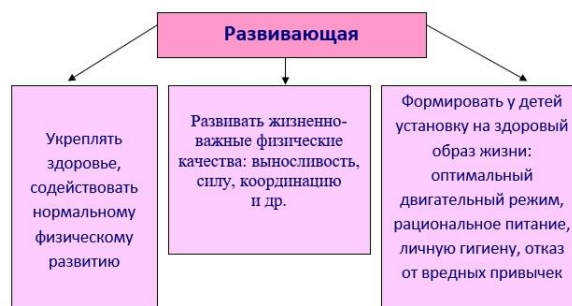 Развивающая
Укреплять
здоровье,
содействовать
нормальному
физическому
развитию
Развивать жизненно-
важные физические
качества: выносливость,
силу, координацию
и др.
Формировать у детей
установку на здоровый
образ жизни:
оптимальный
двигательный режим,
рациональное питание,
личную гигиену, отказ
от вредных привычек